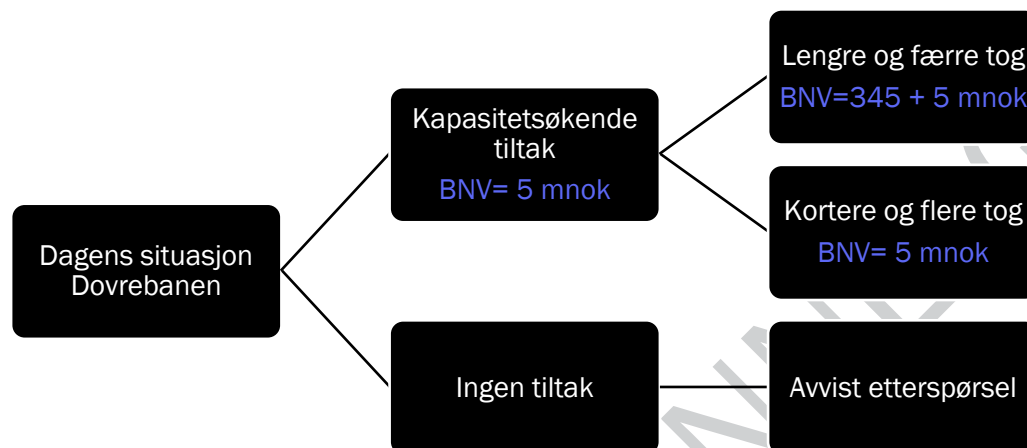 Lengre og færre tog
BNV=345 + 5 mnok
Kapasitetsøkende
tiltak
BNV= 5 mnok
Kortere og flere tog
BNV= 5 mnok
Dagens situasjon
Dovrebanen
Ingen tiltak
Avvist etterspørsel